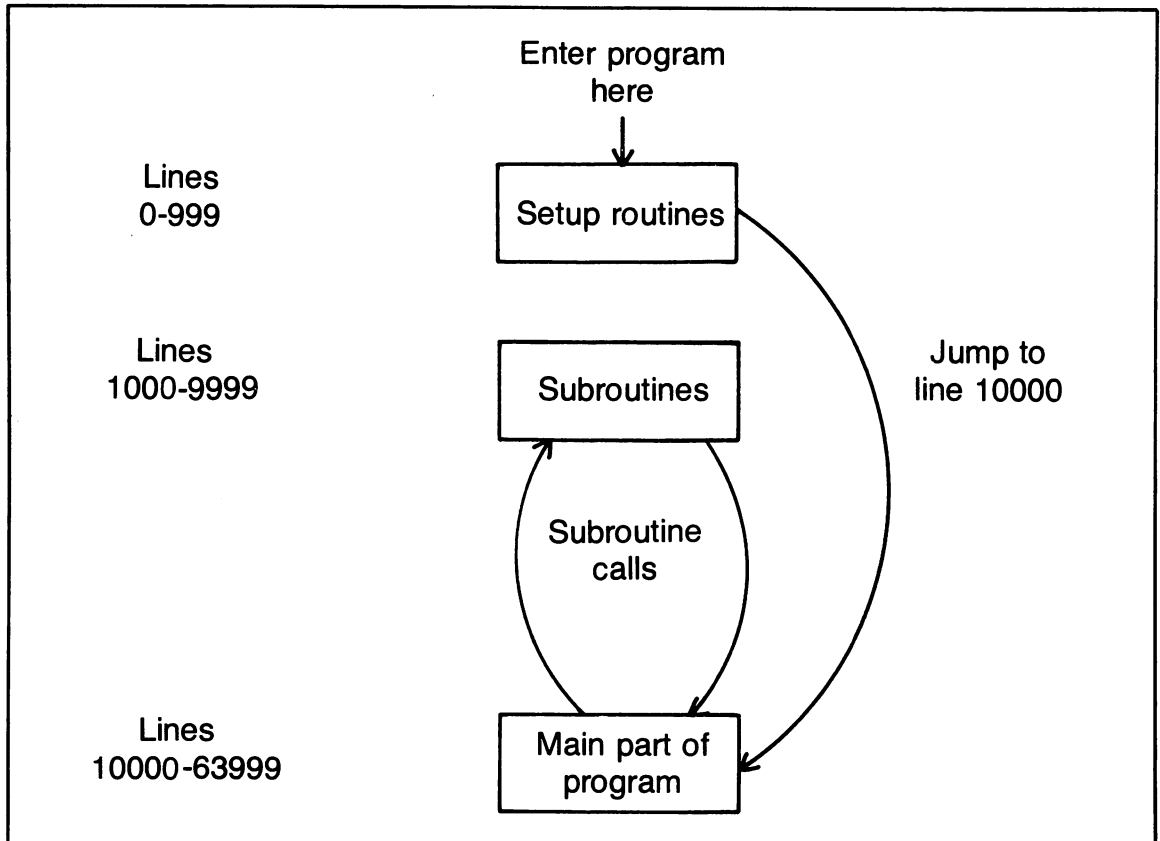 Enter program
here
Lines
0-999
Setup routines
Lines
1000-9999
Subroutines
Jump to
line 10000
Subroutine
calls
Lines
10000-63999
Main part of
program